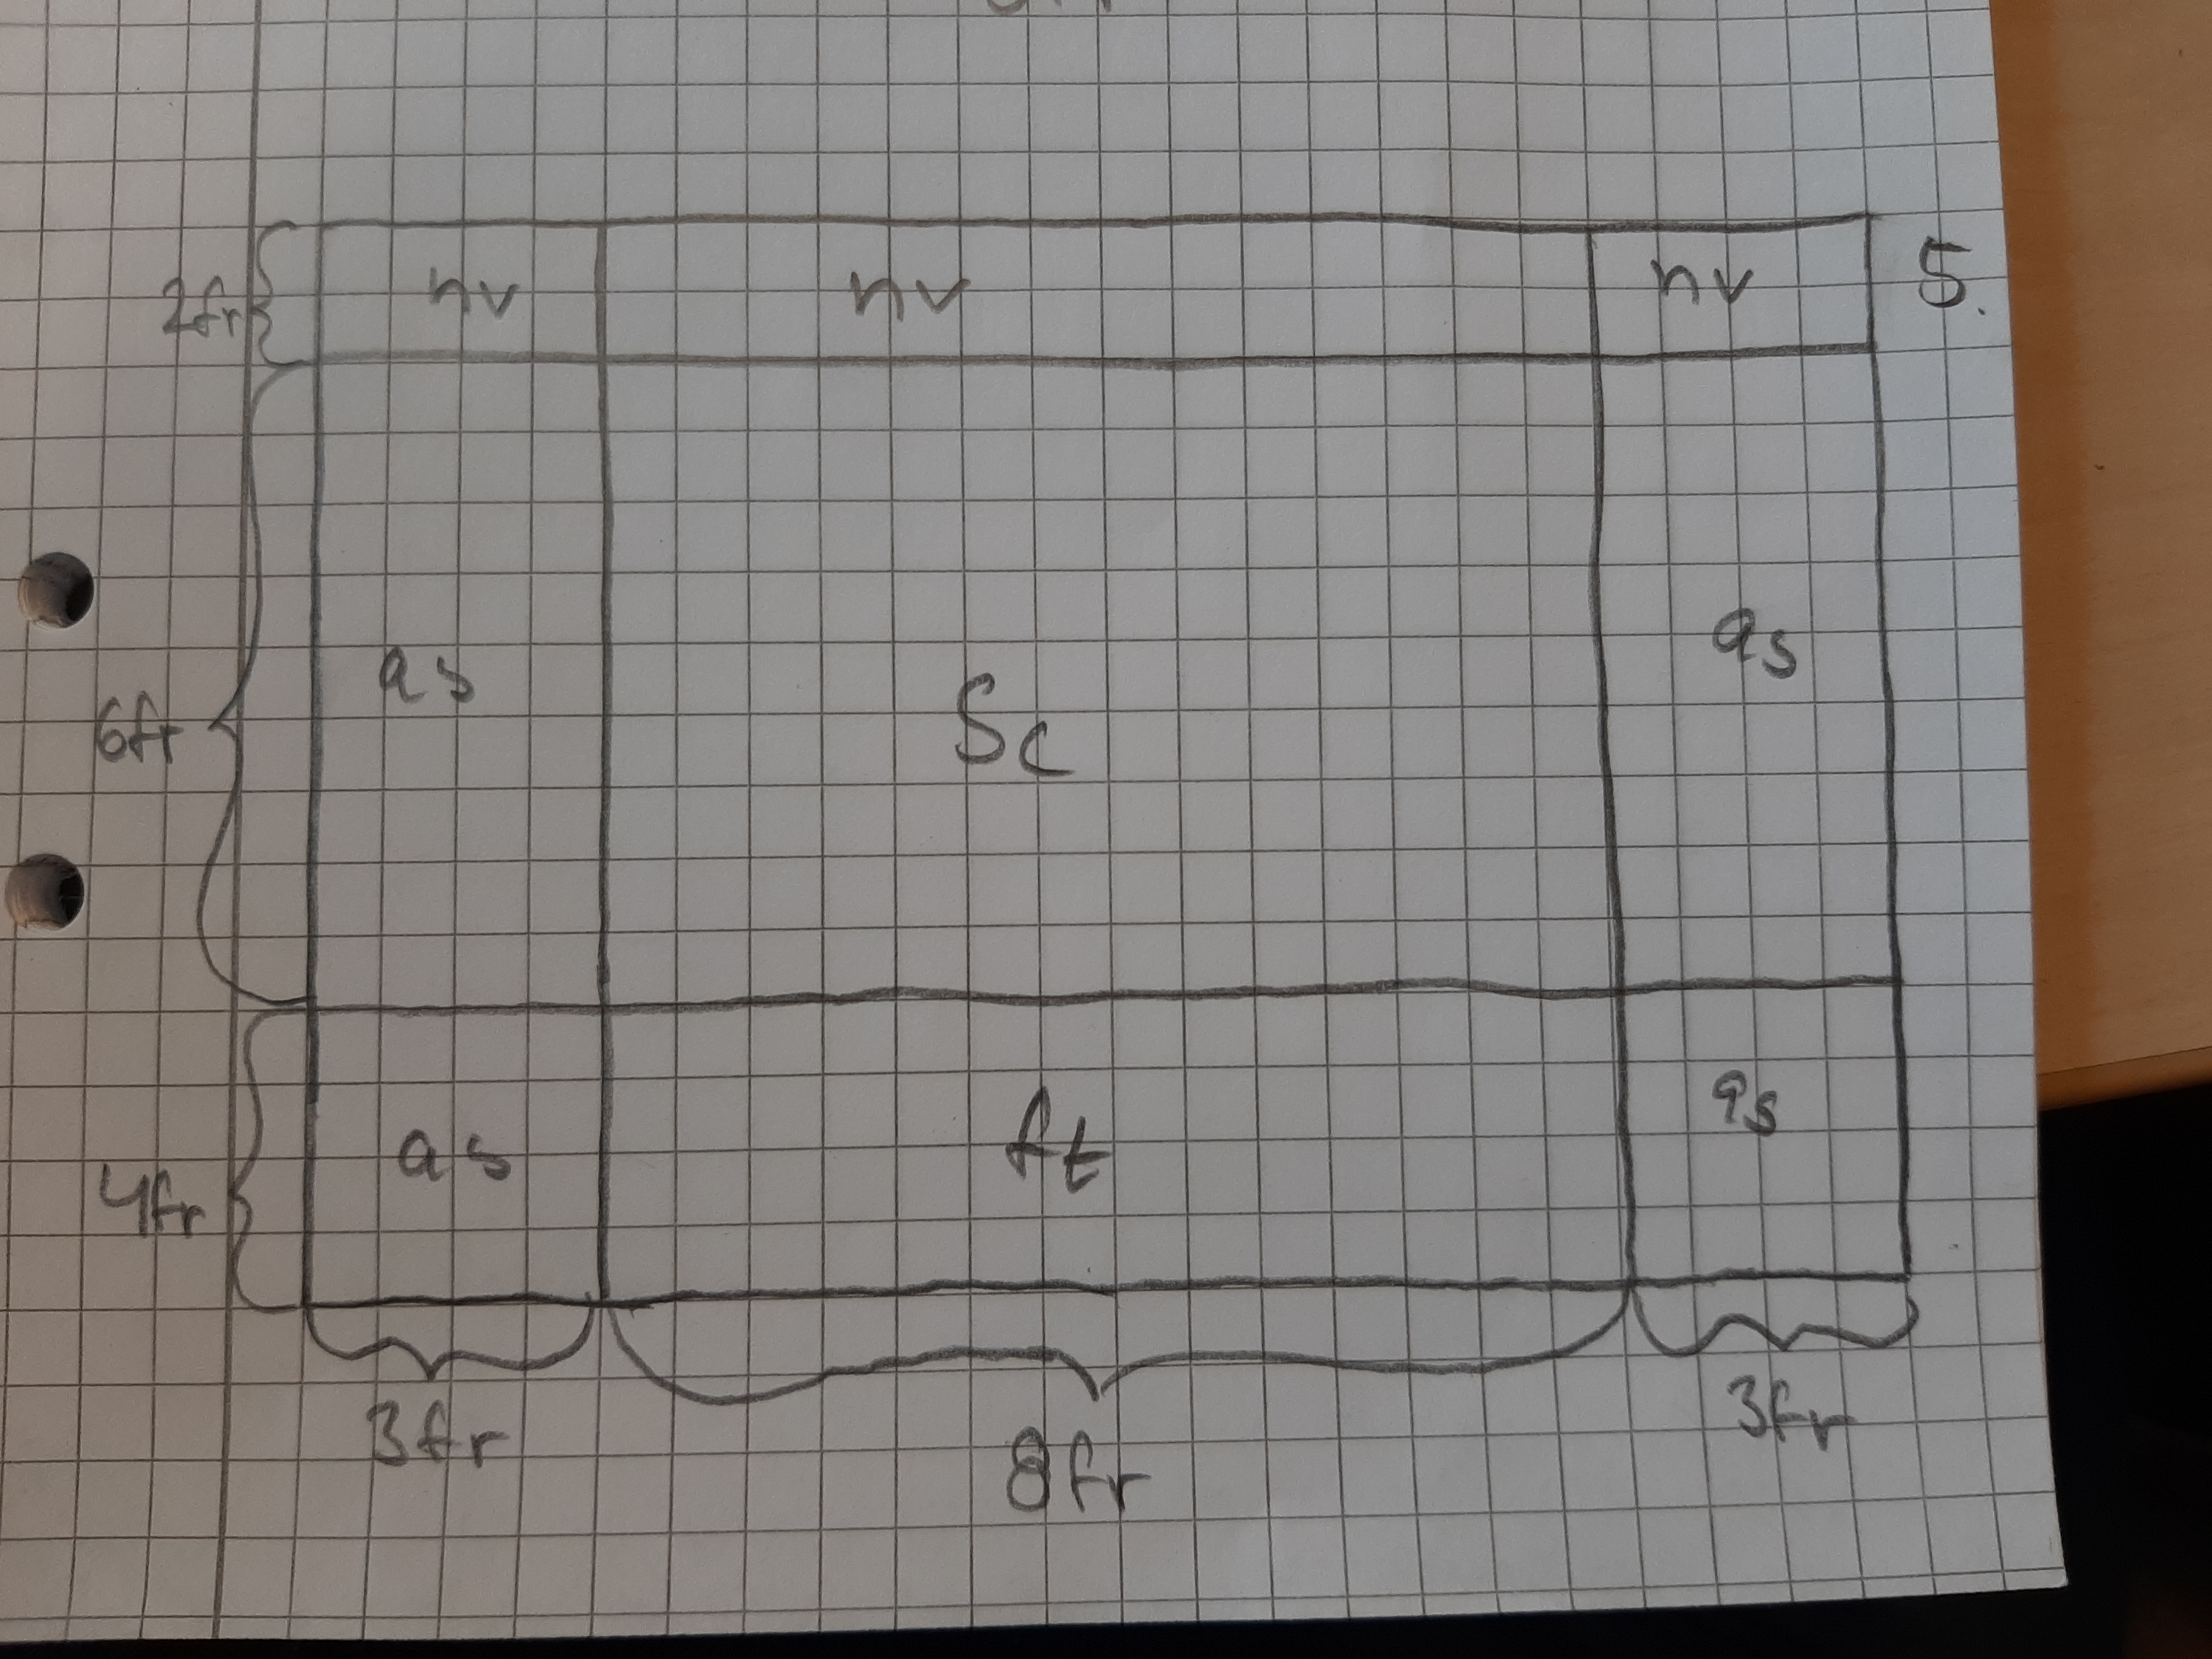 2fr nv nv nv 5.
6fr as Sc as
4fr as ft as
3fr 8fr 3fr